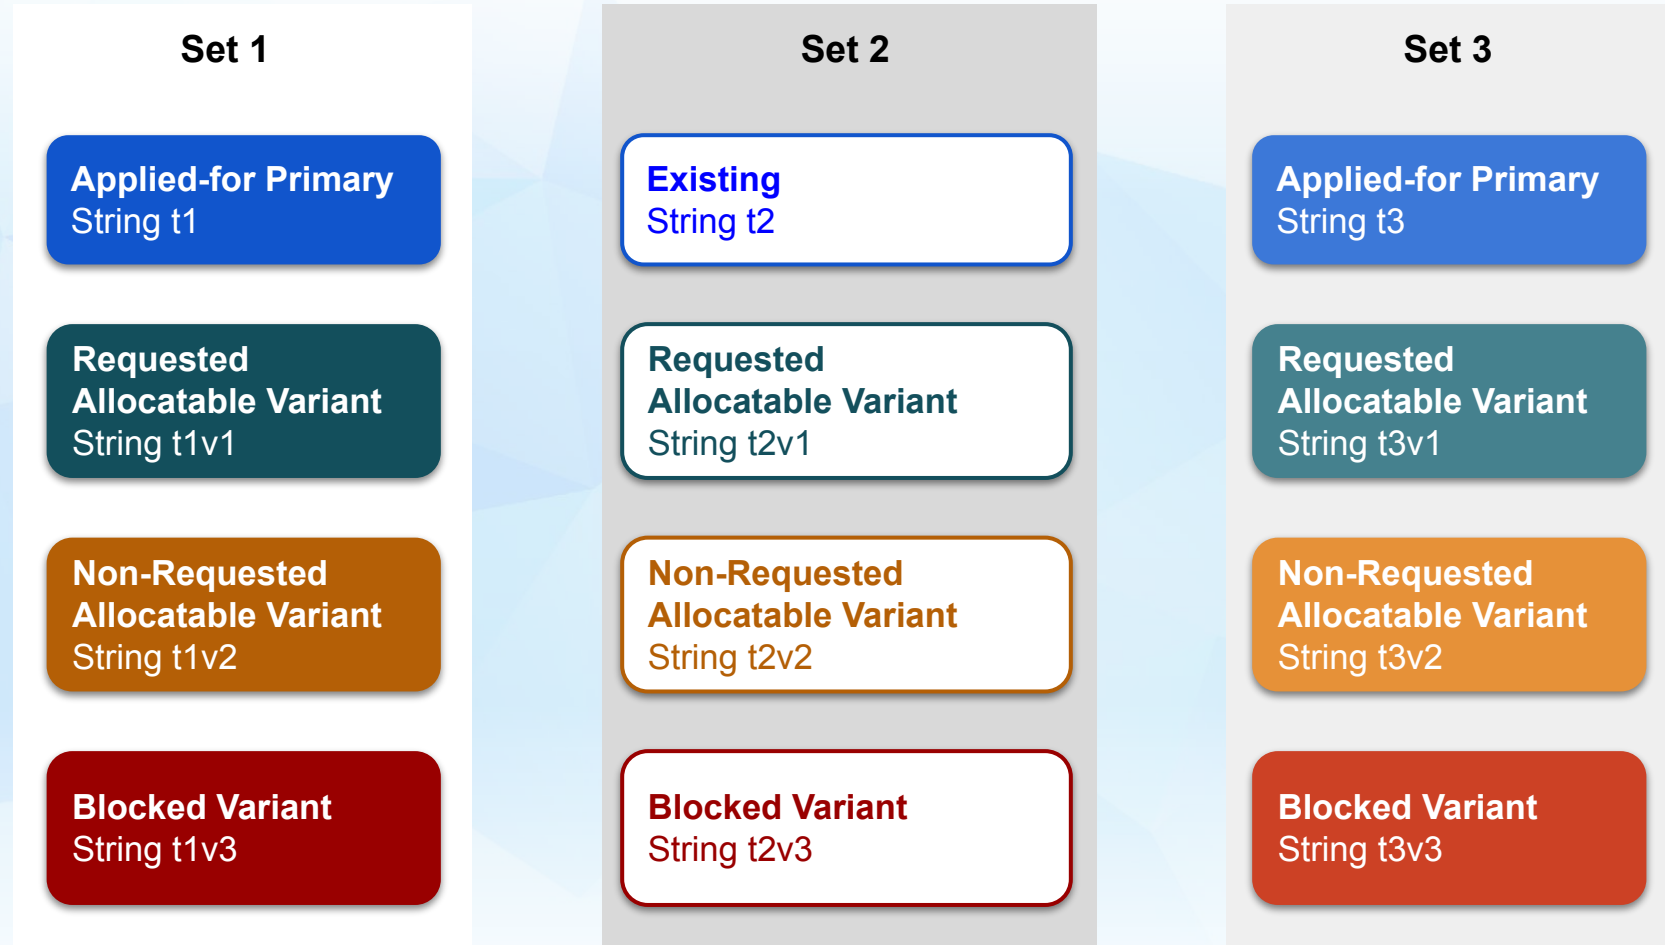 Set 1
Applied-for Primary
String t1
Requested
Allocatable Variant
String t1v1
Non-Requested
Allocatable Variant
String t1v2
Blocked Variant
String t1v3
Set 2
Existing
String t2
Requested
Allocatable Variant
String t2v1
Non-Requested
Allocatable Variant
String t2v2
Blocked Variant
String t2v3
Set 3
Applied-for Primary
String t3
Requested
Allocatable Variant
String t3v1
Non-Requested
Allocatable Variant
String t3v2
Blocked Variant
String t3v3